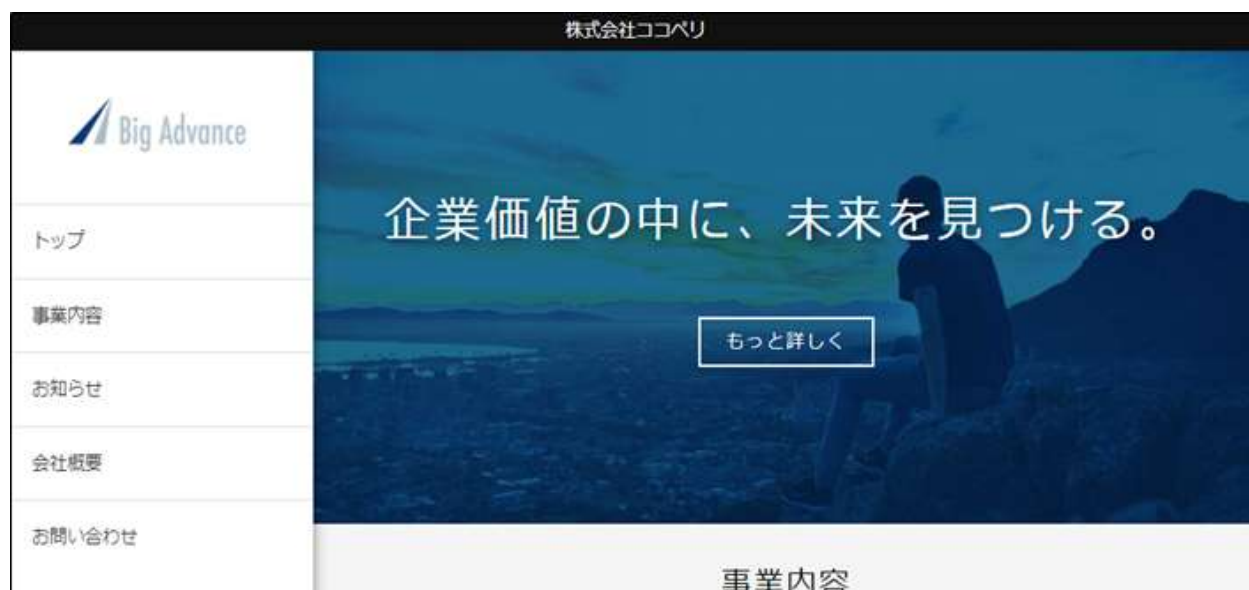 株式会社ココペリ
Big Advance
トップ
事業内容
お知らせ
会社概要
お問い合わせ
企業価値の中に、未来を見つける。
もっと詳しく
事業内容